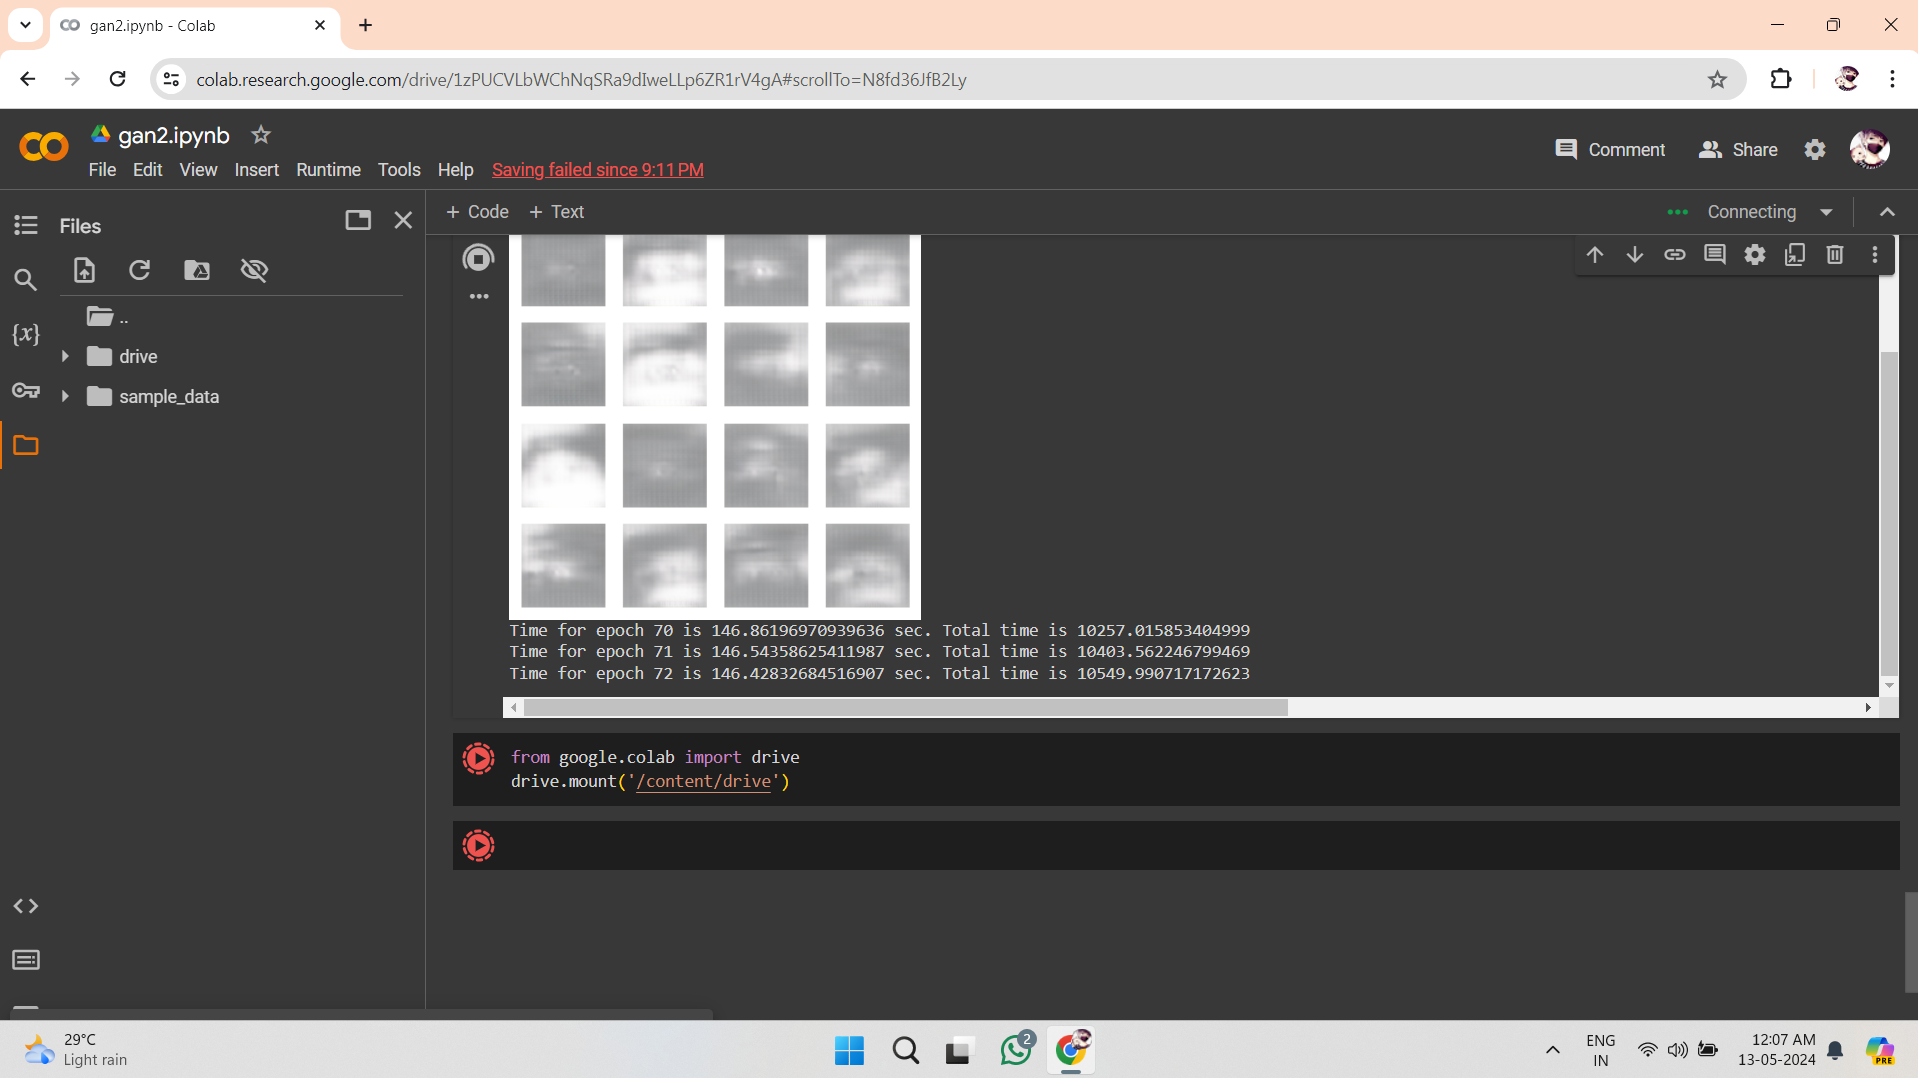 gan2.ipynb - Colab
colab.research.google.com/drive/1zPUCVLbWChNqSRa9dIweLLp6ZR1rV4gA#scrollTo=N8fd36JfB2Ly
CO
gan2.ipynb
Comment
Share
File Edit View Insert Runtime Tools Help Saving failed since 9:11 PM
Files
+ Code + Text
Connecting
{x}
..
drive
sample_data
Time for epoch 70 is 146.86196970939636 sec. Total time is 10257.015853404999
Time for epoch 71 is 146.54358625411987 sec. Total time is 10403.562246799469
Time for epoch 72 is 146.42832684516907 sec. Total time is 10549.990717172623
from google.colab import drive
drive.mount('/content/drive')
29°C
Light rain
2
ENG
IN
12:07 AM
13-05-2024
PRE